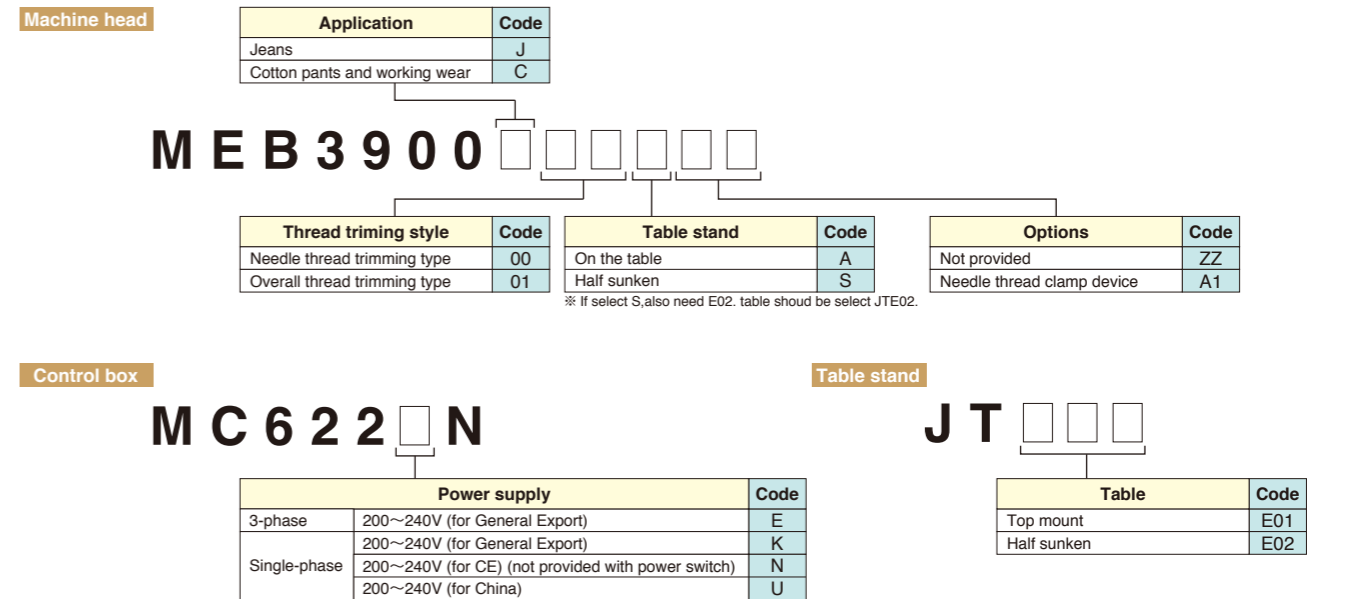 Machine head
Application Code
Jeans J
Cotton pants and working wear C
MEB3900□□□□□□
Thread triming style Code
Needle thread trimming type 00
Overall thread trimming type 01
Table stand Code
On the table A
Half sunken S
※ If select S,also need E02. table shoud be select JTE02.
Options Code
Not provided ZZ
Needle thread clamp device A1
Control box
MC622□N
Power supply Code
3-phase 200～240V (for General Export) E
Single-phase 200～240V (for General Export) K
200～240V (for CE) (not provided with power switch) N
200～240V (for China) U
Table stand
JT□□□
Table Code
Top mount E01
Half sunken E02